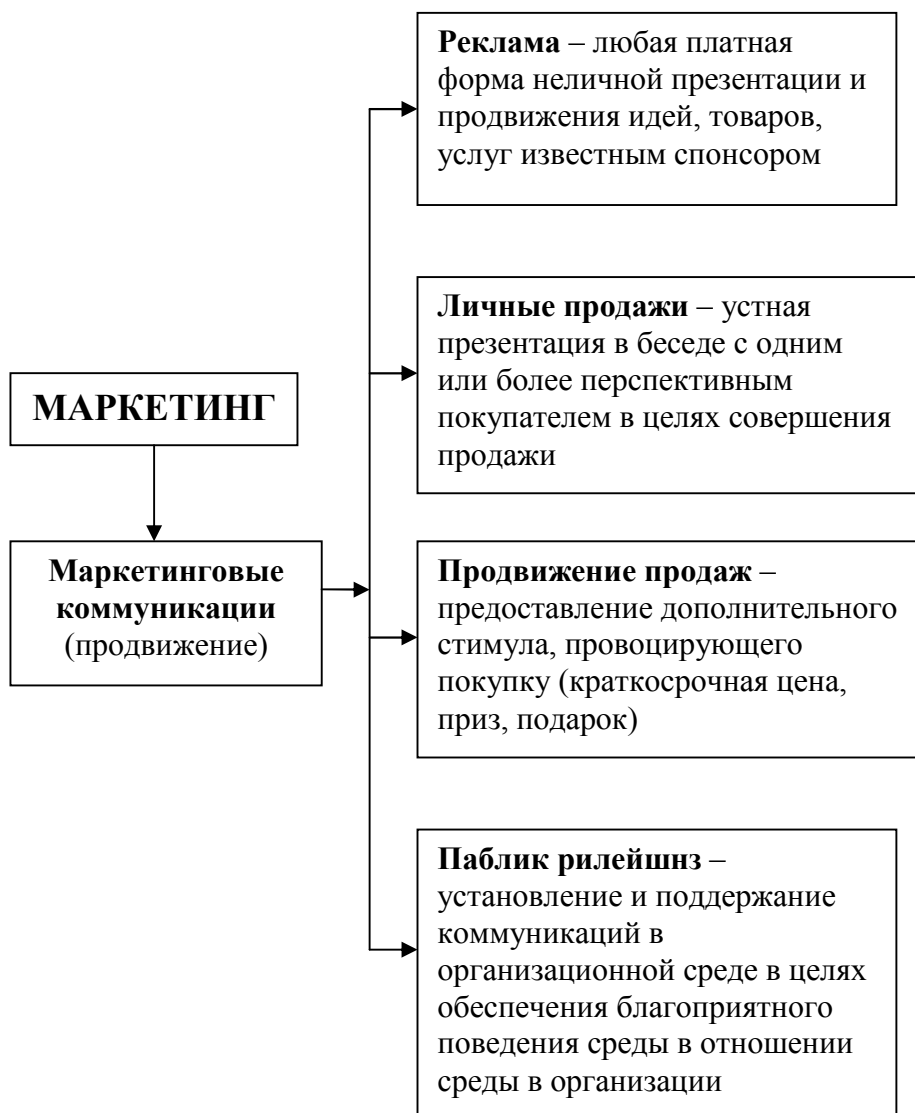 МАРКЕТИНГ
Маркетинговые
коммуникации
(продвижение)
Реклама – любая платная
форма неличной презентации и
продвижения идей, товаров,
услуг известным спонсором
Личные продажи – устная
презентация в беседе с одним
или более перспективным
покупателем в целях совершения
продажи
Продвижение продаж –
предоставление дополнительного
стимула, провоцирующего
покупку (краткосрочная цена,
приз, подарок)
Паблик рилейшнз –
установление и поддержание
коммуникаций в
организационной среде в целях
обеспечения благоприятного
поведения среды в отношении
среды в организации